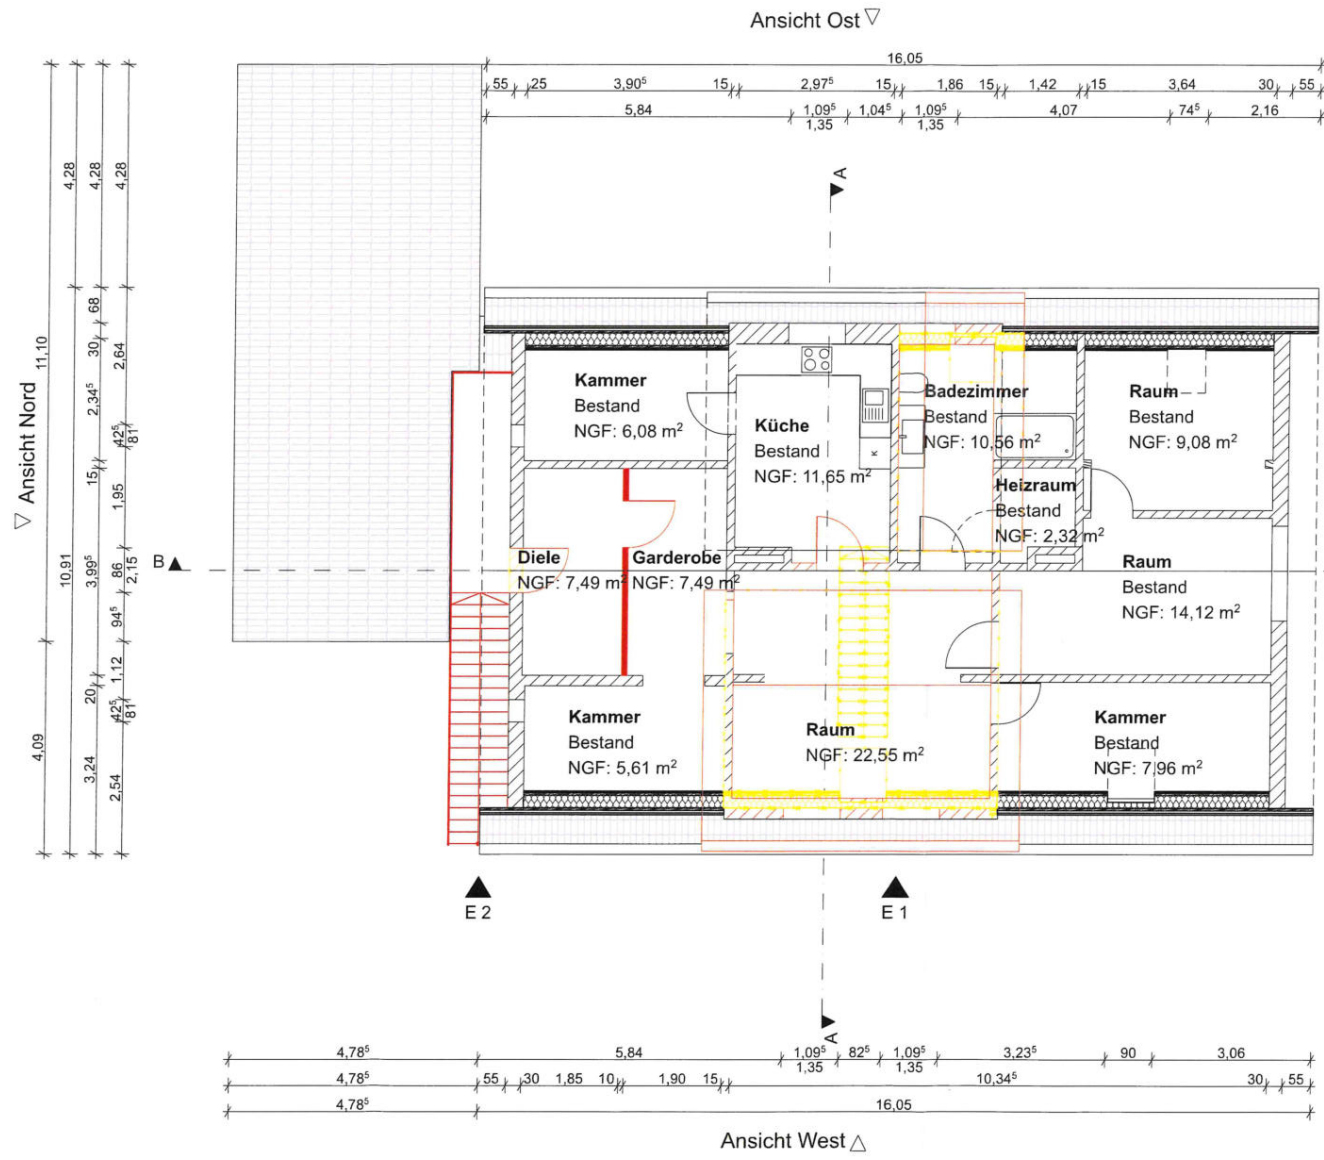 Ansicht Ost
16,05
55 25 3,90⁵ 15 2,97⁵ 15 1,86 15 1,42 15 3,64 30 55
5,84 1,09⁵ 1,04⁵ 1,09⁵ 4,07 74⁵ 2,16
1,35 1,35
A
4,28 4,28 4,28
68
30
2,64
11,10
2,34⁵
42⁵
81
15
1,95
Ansicht Nord
10,91
3,99⁵
86
2,15
94⁵
1,12
20
42⁵
81
4,09
3,24
2,54
B
Kammer
Bestand
NGF: 6,08 m²
Küche
Bestand
NGF: 11,65 m²
K
Badezimmer
Bestand
NGF: 10,56 m²
Raum
Bestand
NGF: 9,08 m²
Heizraum
Bestand
NGF: 2,32 m²
Diele
NGF: 7,49 m²
Garderobe
NGF: 7,49 m²
Raum
Bestand
NGF: 14,12 m²
Kammer
Bestand
NGF: 5,61 m²
Raum
NGF: 22,55 m²
Kammer
Bestand
NGF: 7,96 m²
E 2
E 1
A
4,78⁵ 5,84 1,09⁵ 82⁵ 1,09⁵ 3,23⁵ 90 3,06
1,35 1,35
4,78⁵ 55 30 1,85 10 1,90 15 10,34⁵ 30 55
4,78⁵ 16,05
Ansicht West